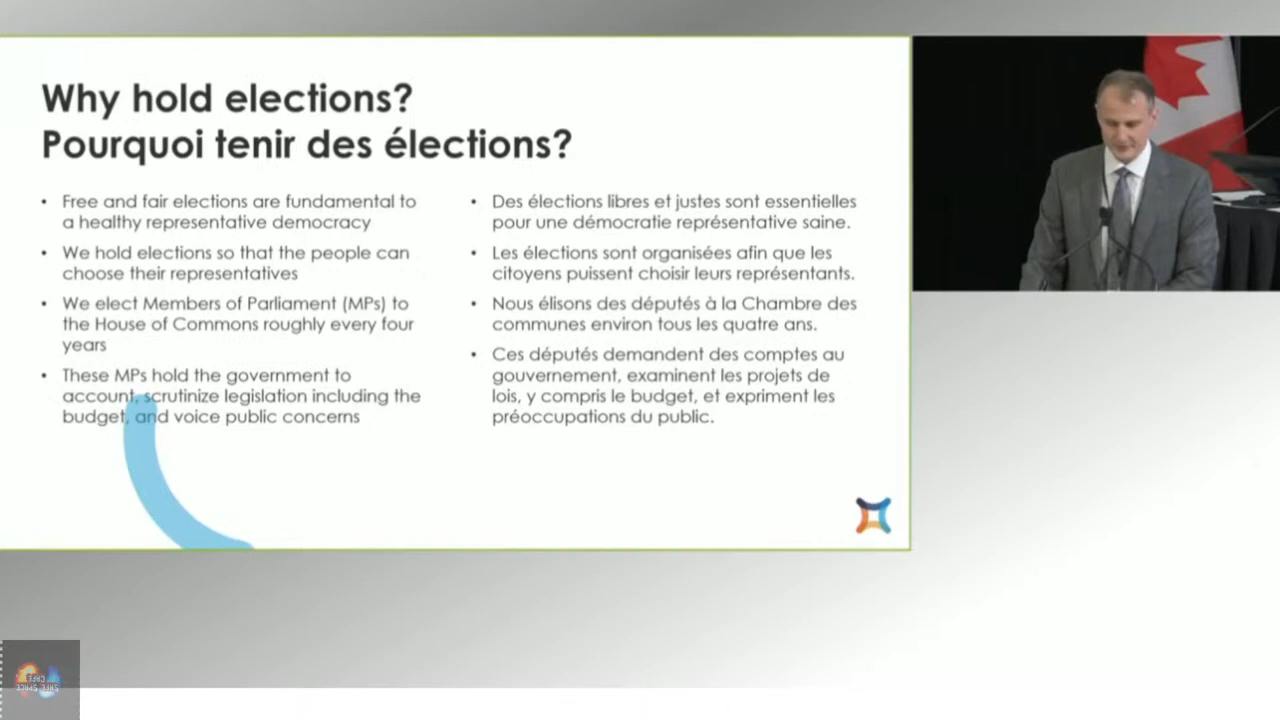 Why hold elections?
Pourquoi tenir des élections?
• Free and fair elections are fundamental to
a healthy representative democracy
• We hold elections so that the people can
choose their representatives
• We elect Members of Parliament (MPs) to
the House of Commons roughly every four
years
• These MPs hold the government to
account, scrutinize legislation including the
budget, and voice public concerns
• Des élections libres et justes sont essentielles
pour une démocratie représentative saine.
• Les élections sont organisées afin que les
citoyens puissent choisir leurs représentants.
• Nous élisons des députés à la Chambre des
communes environ tous les quatre ans.
• Ces députés demandent des comptes au
gouvernement, examinent les projets de
lois, y compris le budget, et expriment les
préoccupations du public.
SAFE SPACE
CAFE